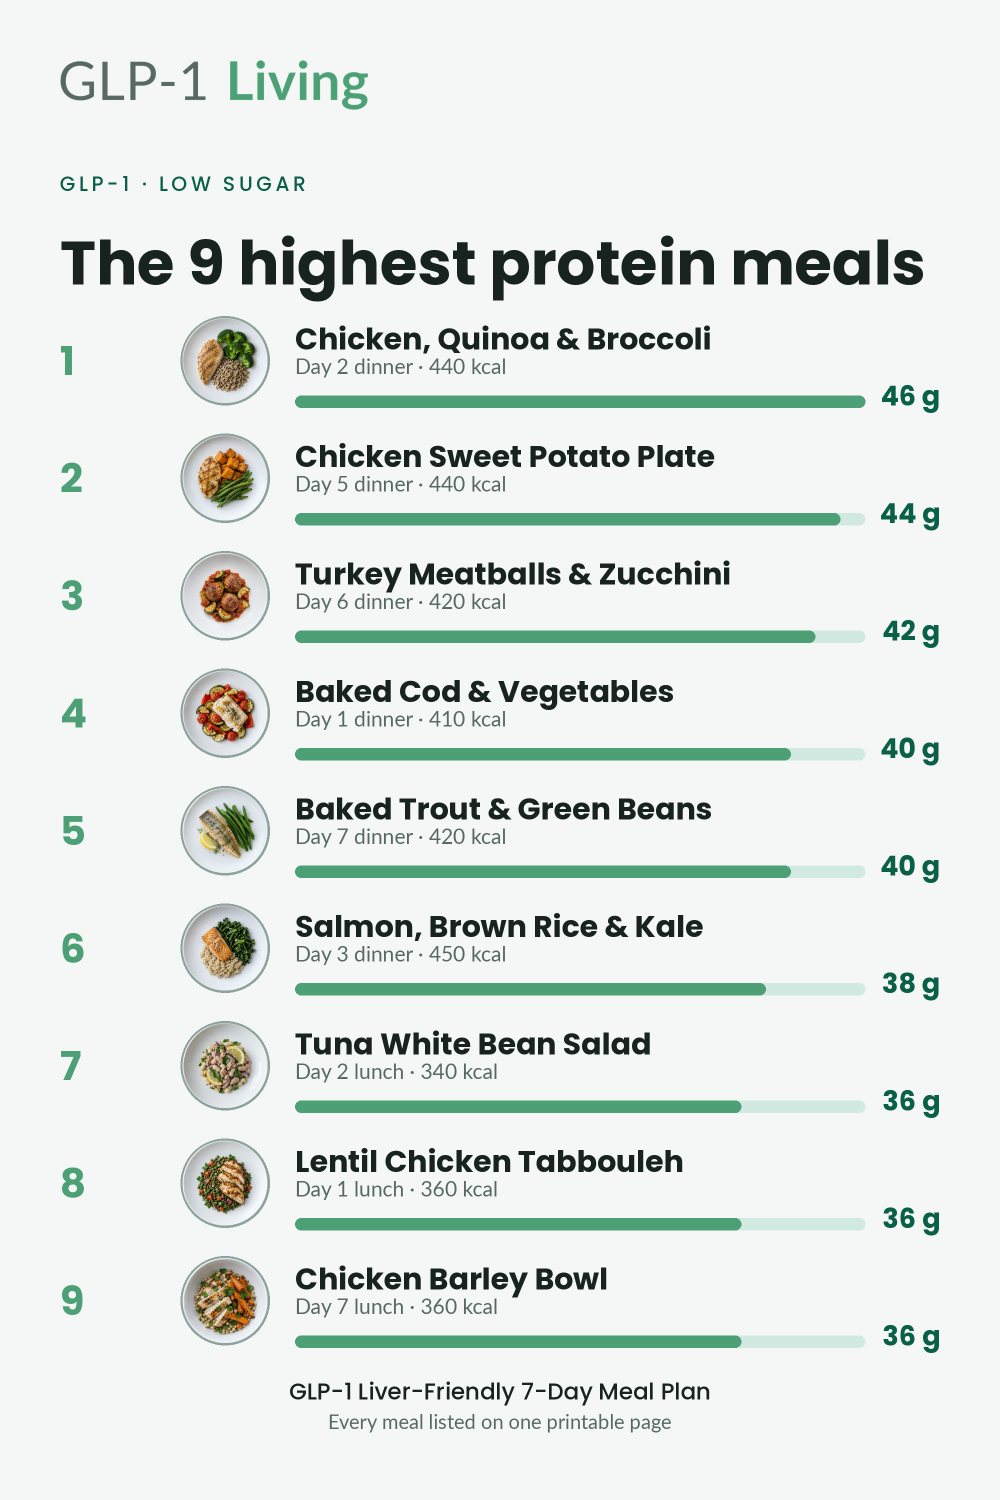 GLP-1 Living
GLP-1 · LOW SUGAR
The 9 highest protein meals
1
Chicken, Quinoa & Broccoli
Day 2 dinner · 440 kcal
46 g
2
Chicken Sweet Potato Plate
Day 5 dinner · 440 kcal
44 g
3
Turkey Meatballs & Zucchini
Day 6 dinner · 420 kcal
42 g
4
Baked Cod & Vegetables
Day 1 dinner · 410 kcal
40 g
5
Baked Trout & Green Beans
Day 7 dinner · 420 kcal
40 g
6
Salmon, Brown Rice & Kale
Day 3 dinner · 450 kcal
38 g
7
Tuna White Bean Salad
Day 2 lunch · 340 kcal
36 g
8
Lentil Chicken Tabbouleh
Day 1 lunch · 360 kcal
36 g
9
Chicken Barley Bowl
Day 7 lunch · 360 kcal
36 g
GLP-1 Liver-Friendly 7-Day Meal Plan
Every meal listed on one printable page